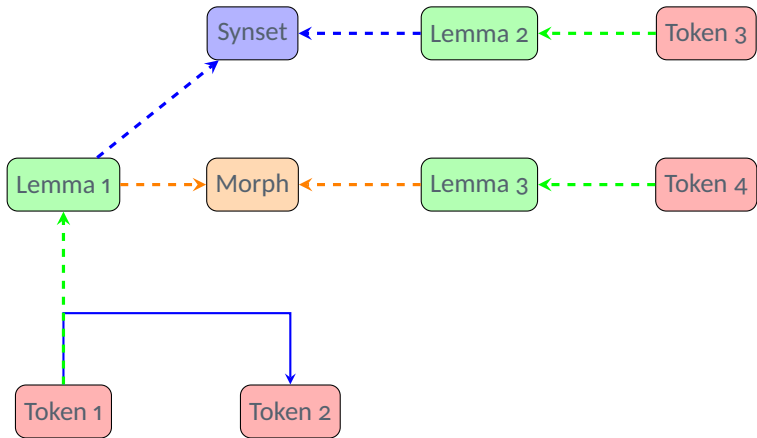 Synset
Lemma 2
Token 3
Lemma 1
Morph
Lemma 3
Token 4
Token 1
Token 2